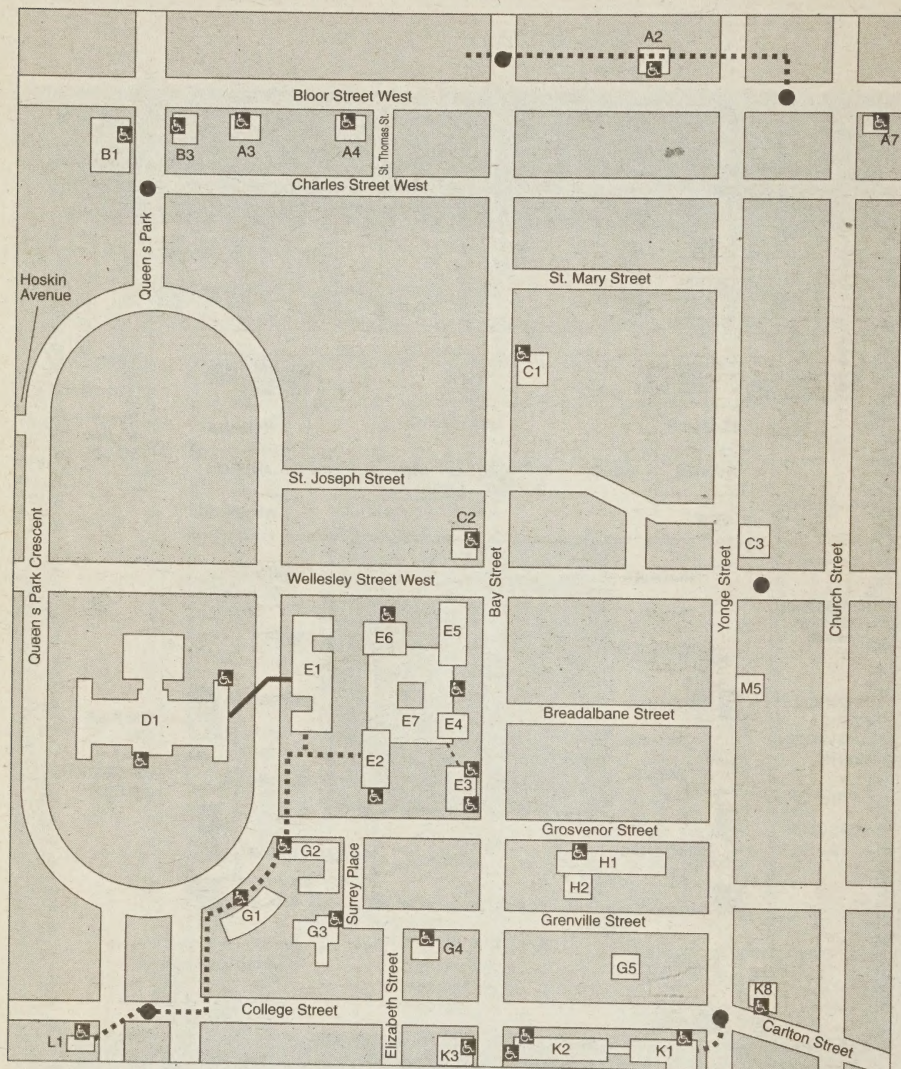 A2
Bloor Street West
B1
B3
A3
A4
St. Thomas St.
A7
Charles Street West
Queen s Park
St. Mary Street
Hoskin
Avenue
C1
St. Joseph Street
C2
C3
Wellesley Street West
Queen s Park Crescent
Bay Street
Yonge Street
Church Street
E1
E6
E5
E7
E4
E2
E3
D1
M5
Breadalbane Street
Grosvenor Street
G2
Surrey Place
H1
H2
G1
G3
Grenville Street
G4
G5
Elizabeth Street
K8
College Street
Carlton Street
L1
K3
K2
K1